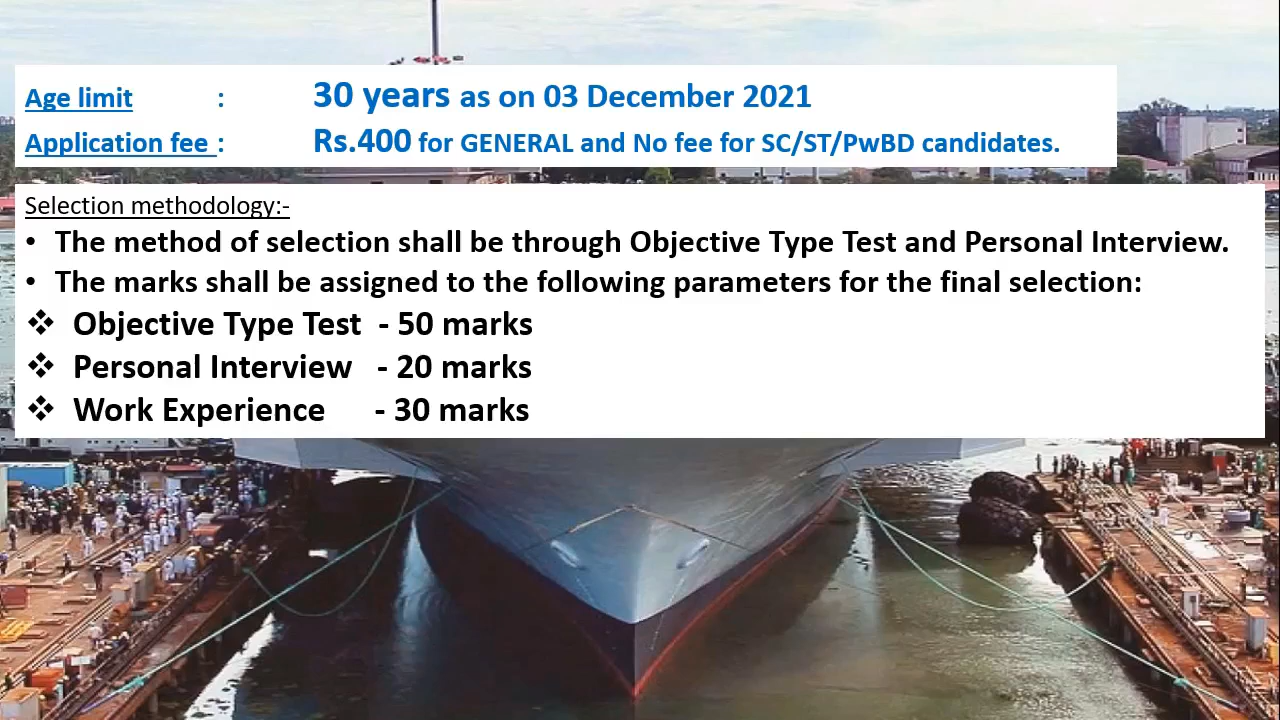 Age limit : 30 years as on 03 December 2021
Application fee : Rs.400 for GENERAL and No fee for SC/ST/PwBD candidates.
Selection methodology:-
• The method of selection shall be through Objective Type Test and Personal Interview.
• The marks shall be assigned to the following parameters for the final selection:
❖ Objective Type Test - 50 marks
❖ Personal Interview - 20 marks
❖ Work Experience - 30 marks